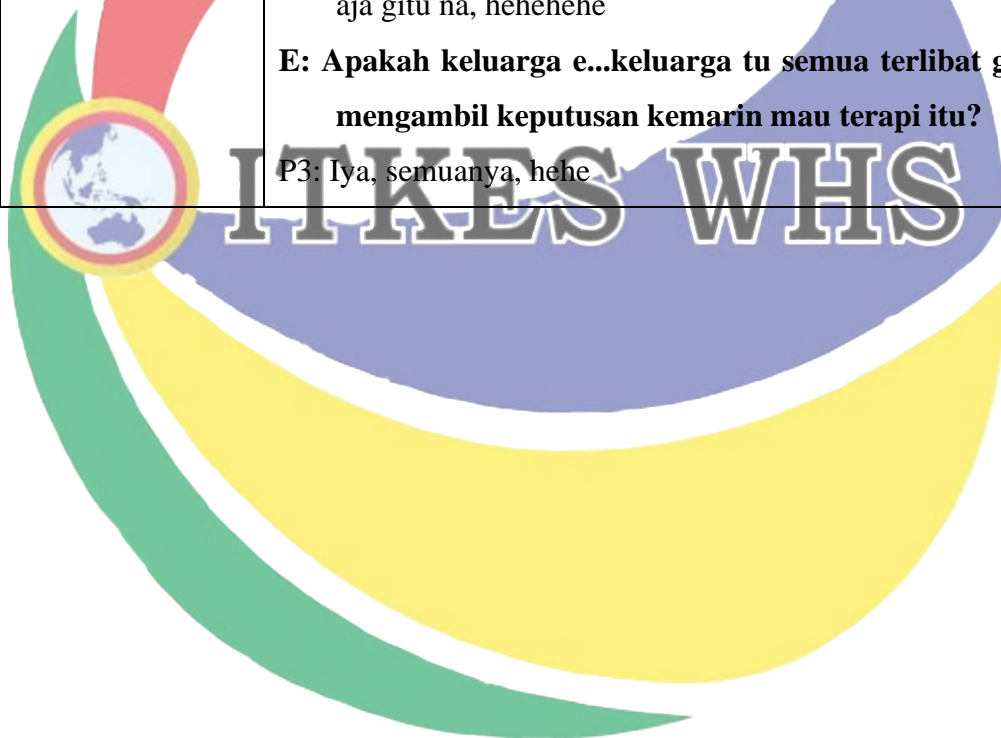 aja gitu na, hehehehe
E: Apakah keluarga e...keluarga tu semua terlibat
mengambil keputusan kemarin mau terapi itu?
P3: Iya, semuanya, hehe
ITKES WHS